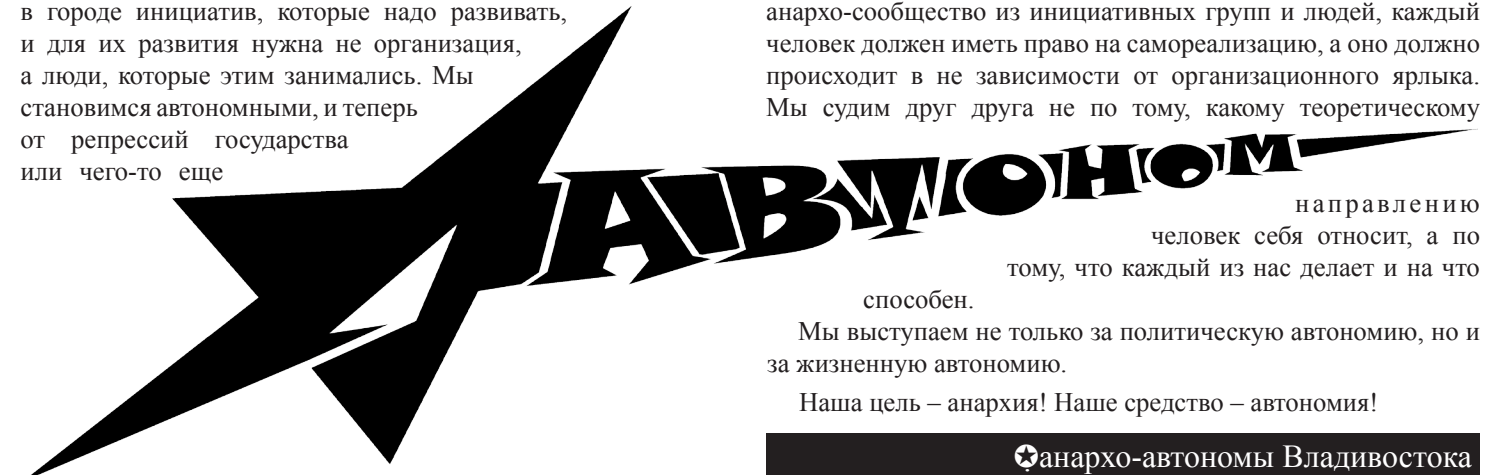 в городе инициатив, которые надо развивать,
и для их развития нужна не организация,
а люди, которые этим занимались. Мы
становимся автономными, и теперь
от репрессий государства
или чего-то еще
АВТОНОМ
анархо-сообщество из инициативных групп и людей, каждый
человек должен иметь право на самореализацию, а оно должно
происходит в не зависимости от организационного ярлыка.
Мы судим друг друга не по тому, какому теоретическому
направлению
человек себя относит, а по
тому, что каждый из нас делает и на что
способен.
Мы выступаем не только за политическую автономию, но и
за жизненную автономию.
Наша цель – анархия! Наше средство – автономия!
✪анархо-автономы Владивостока